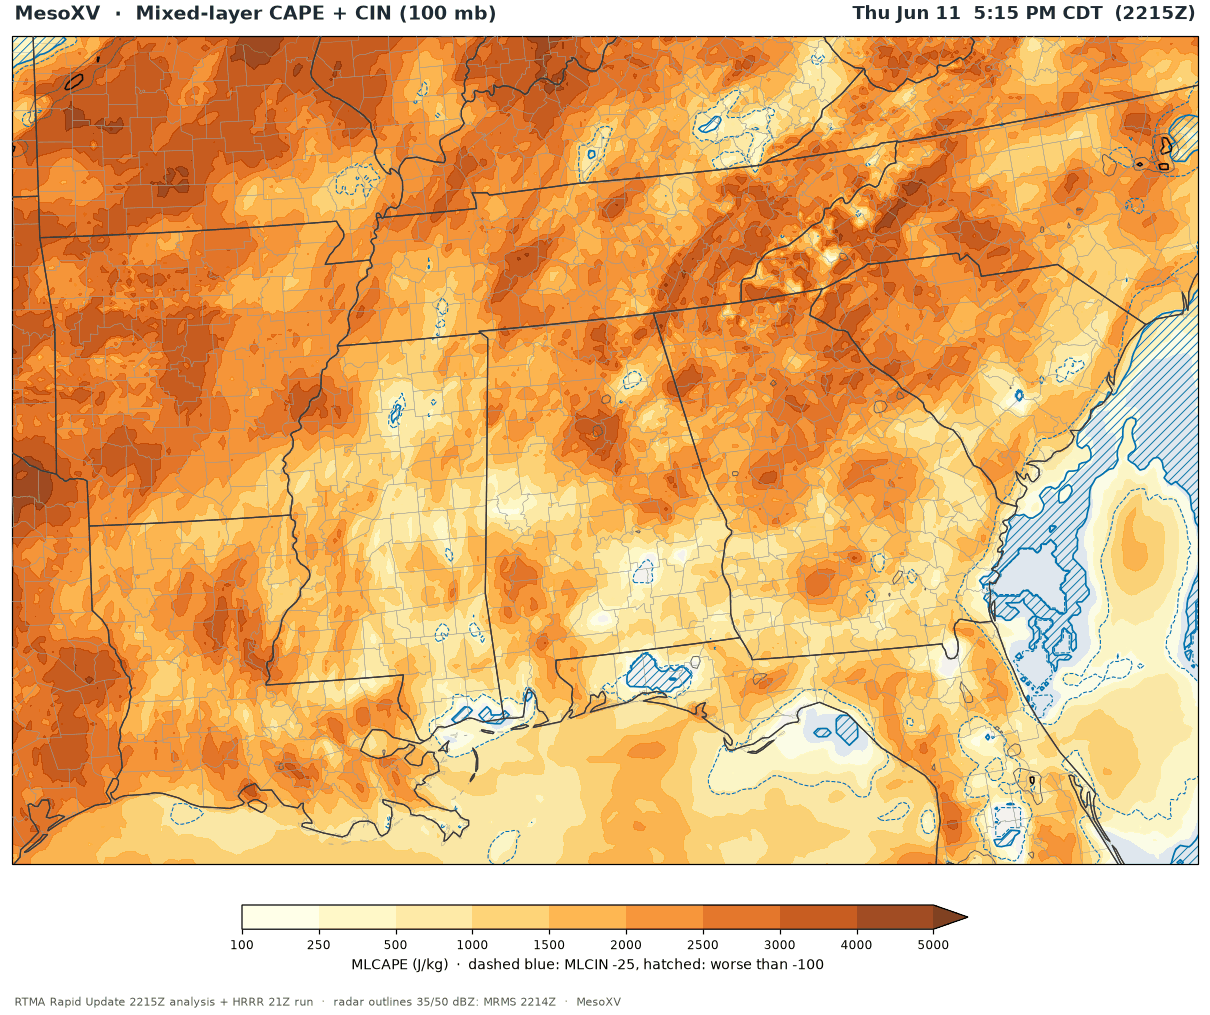 MesoXV · Mixed-layer CAPE + CIN (100 mb)
Thu Jun 11 5:15 PM CDT (2215Z)
100 250 500 1000 1500 2000 2500 3000 4000 5000
MLCAPE (J/kg) · dashed blue: MLCIN -25, hatched: worse than -100
RTMA Rapid Update 2215Z analysis + HRRR 21Z run · radar outlines 35/50 dBZ: MRMS 2214Z · MesoXV